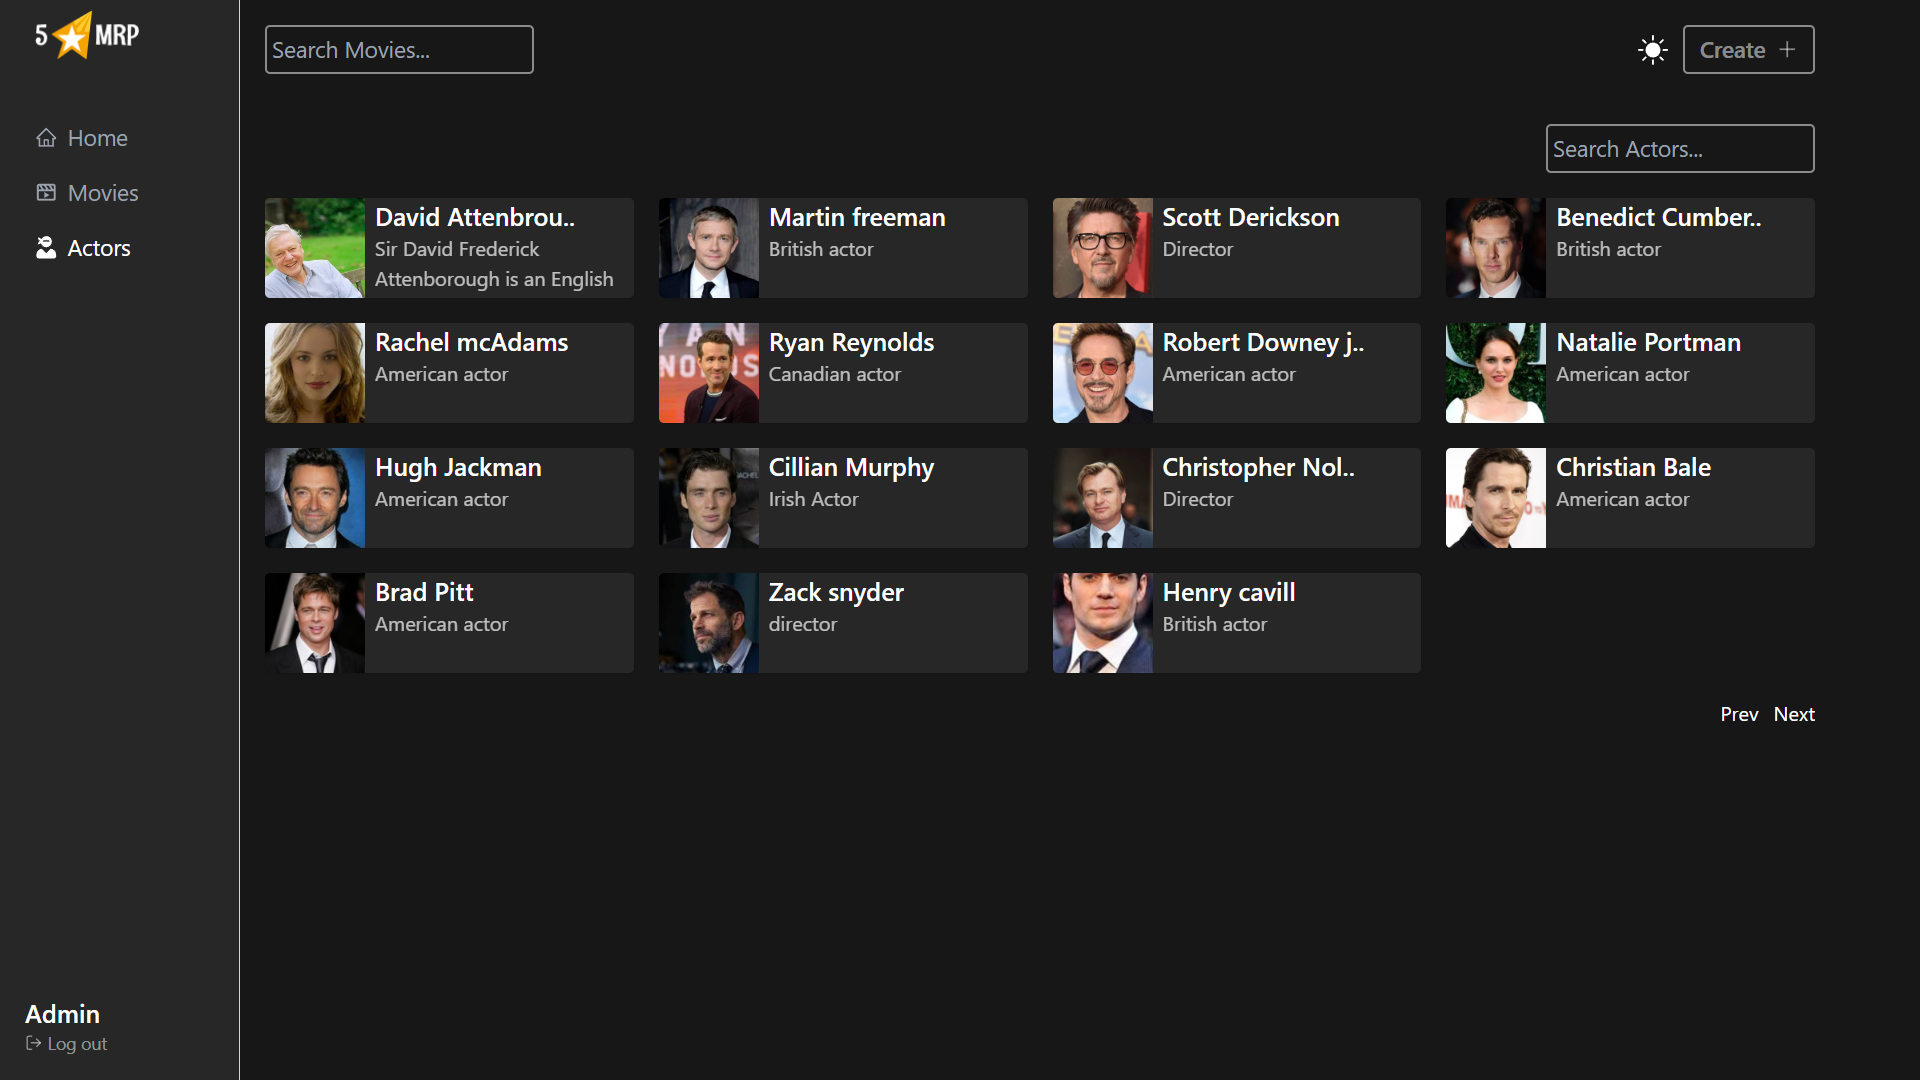 5 MRP
Search Movies...
Create +
Home
Movies
Actors
Search Actors...
David Attenbrou..
Sir David Frederick
Attenborough is an English
Martin freeman
British actor
Scott Derickson
Director
Benedict Cumber..
British actor
Rachel mcAdams
American actor
Ryan Reynolds
Canadian actor
Robert Downey j..
American actor
Natalie Portman
American actor
Hugh Jackman
American actor
Cillian Murphy
Irish Actor
Christopher Nol..
Director
Christian Bale
American actor
Brad Pitt
American actor
Zack snyder
director
Henry cavill
British actor
Prev Next
Admin
Log out